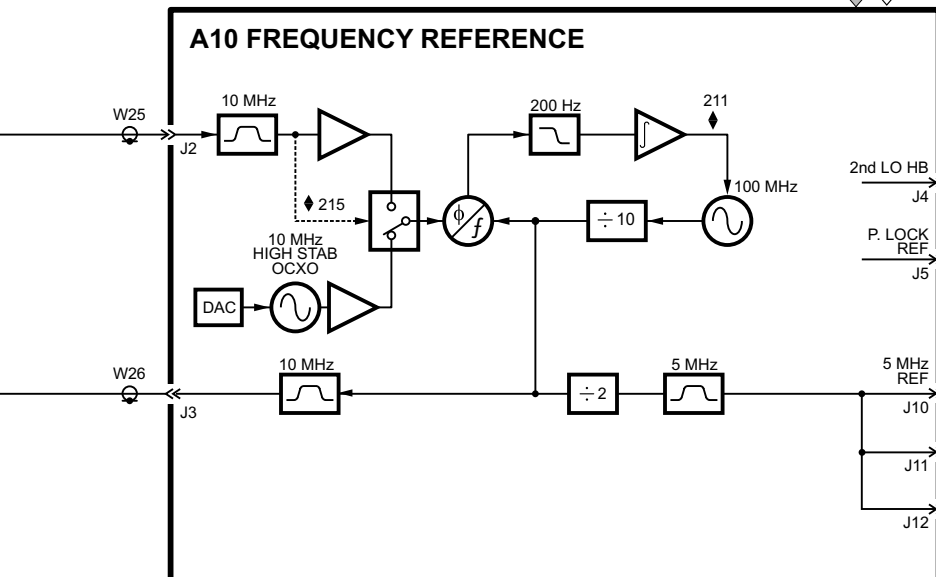 A10 FREQUENCY REFERENCE
10 MHz
200 Hz
211
W25
J2
∫
2nd LO HB
J4
100 MHz
215
ϕ
f
÷ 10
P. LOCK
REF
J5
10 MHz
HIGH STAB
OCXO
DAC
W26
J3
10 MHz
÷ 2
5 MHz
5 MHz
REF
J10
J11
J12